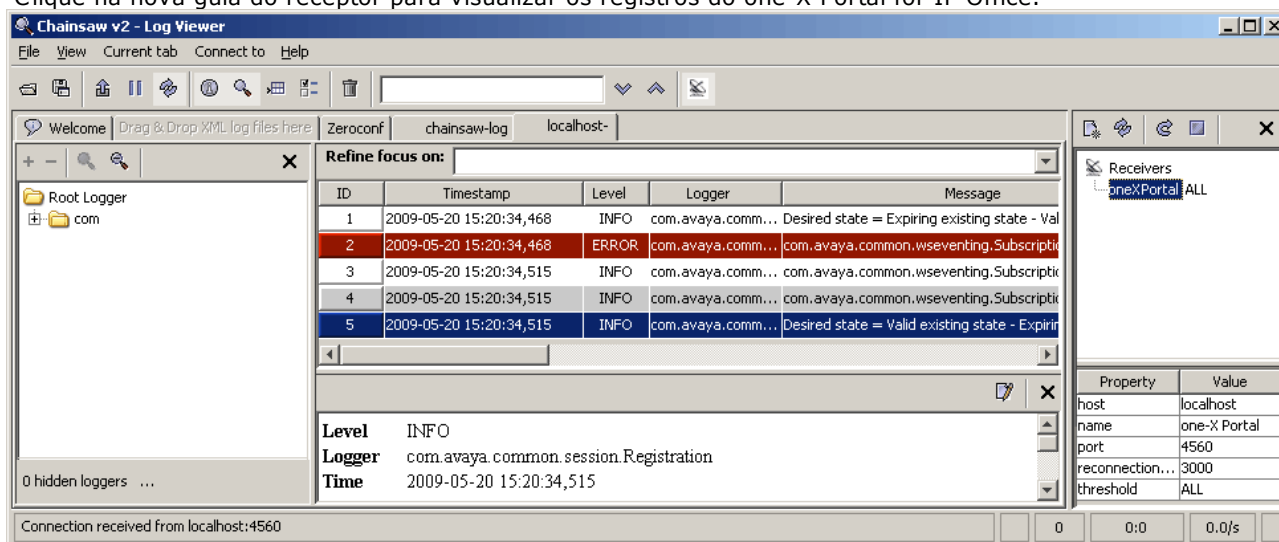 Clique na nova guia do receptor para visualizar os registros do one-X Portal for IP Office.
Chainsaw v2 - Log Viewer
File View Current tab Connect to Help
Welcome Drag & Drop XML log files here Zeroconf chainsaw-log localhost-
Refine focus on:
Root Logger
com
0 hidden loggers ...
ID Timestamp Level Logger Message
1 2009-05-20 15:20:34,468 INFO com.avaya.comm... Desired state = Expiring existing state - Val
2 2009-05-20 15:20:34,468 ERROR com.avaya.comm... com.avaya.common.wseventing.Subscriptic
3 2009-05-20 15:20:34,515 INFO com.avaya.comm... com.avaya.common.wseventing.Subscriptic
4 2009-05-20 15:20:34,515 INFO com.avaya.comm... com.avaya.common.wseventing.Subscriptic
5 2009-05-20 15:20:34,515 INFO com.avaya.comm... Desired state = Valid existing state - Expirin
Level INFO
Logger com.avaya.common.session.Registration
Time 2009-05-20 15:20:34,515
Receivers
oneXPortal ALL
Property Value
host localhost
name one-X Portal
port 4560
reconnection... 3000
threshold ALL
Connection received from localhost:4560 0 0:0 0.0/s